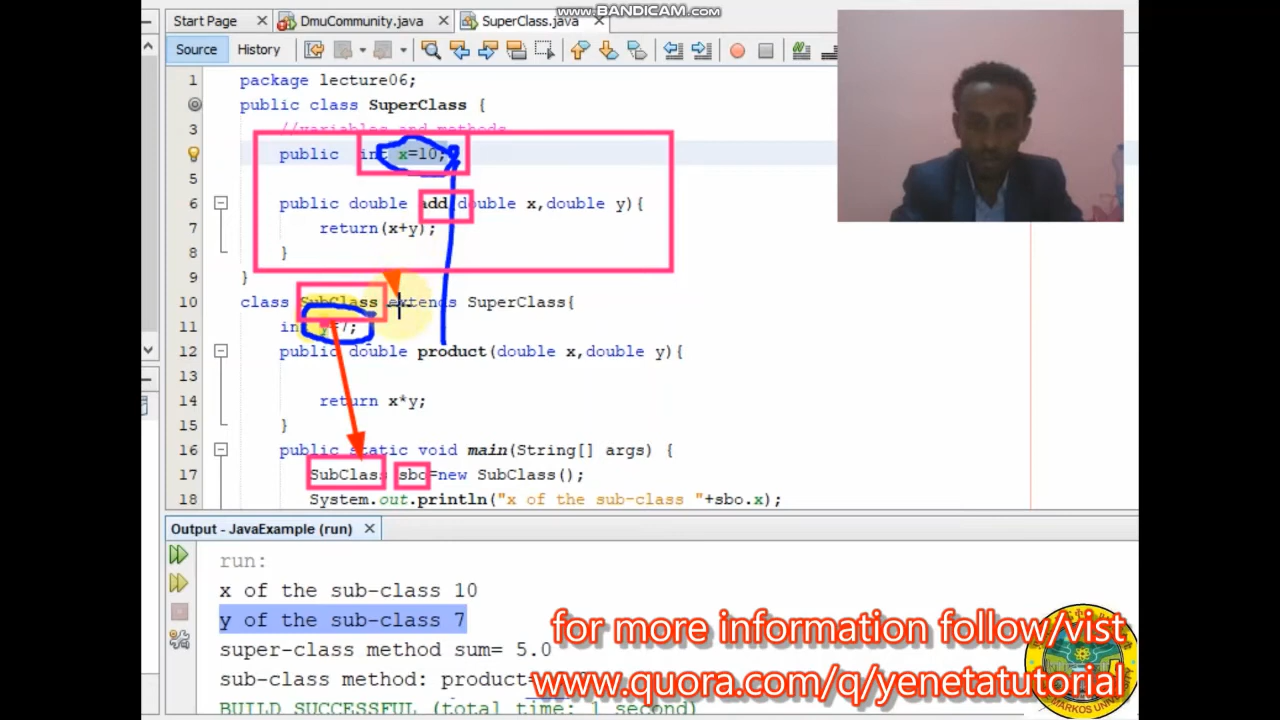 www.BANDICAM.com
Start Page DmuCommunity.java SuperClass.java
Source History
1 package lecture06;
public class SuperClass {
3 //variables and methods
public int x=10;
5
6 public double add(double x,double y){
7 return(x+y);
8 }
9 }
10 class SubClass extends SuperClass{
11 int y=7;
12 public double product(double x,double y){
13
14 return x*y;
15 }
16 public static void main(String[] args) {
17 SubClass sbo=new SubClass();
18 System.out.println("x of the sub-class "+sbo.x);
Output - JavaExample (run)
run:
x of the sub-class 10
y of the sub-class 7
super-class method sum= 5.0
sub-class method: product=
BUILD SUCCESSFUL (total time: 1 second)
for more information follow/vist
www.quora.com/q/yenetatutorial